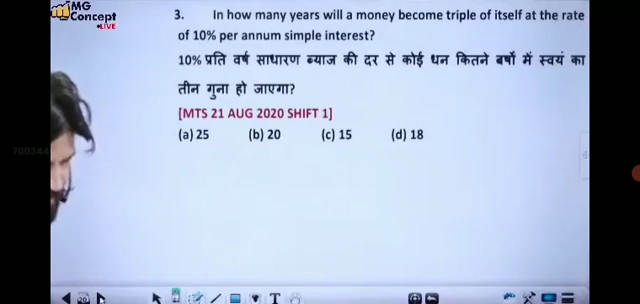 MG
Concept
LIVE
3. In how many years will a money become triple of itself at the rate
of 10% per annum simple interest?
10% प्रति वर्ष साधारण ब्याज की दर से कोई धन कितने बर्षो में स्वयं का
तीन गुना हो जाएगा?
[MTS 21 AUG 2020 SHIFT 1]
(a) 25 (b) 20 (c) 15 (d) 18